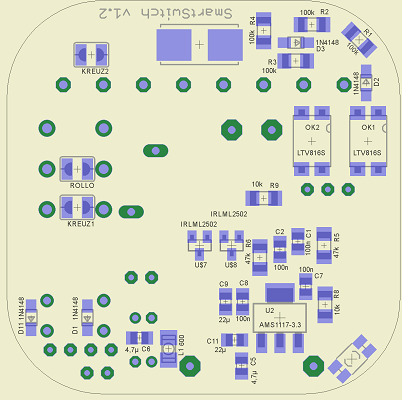 SmartSwitch v1.2
R4
100k
R2
100k
R1
100k
1N4148
D3
R3
100k
KREUZ2
1N4148
D2
OK2
LTV816S
OK1
LTV816S
ROLLO
KREUZ1
10k
R9
IRLML2502
IRLML2502
U$7
U$8
R6
47k
C2
100n
C1
100n
R5
47k
C7
100n
C9
22µ
C8
100n
U2
AMS1117-3.3
R8
10k
D11
1N4148
D1
1N4148
4,7µ
C6
L1
600
C11
22µ
C5
4,7µ